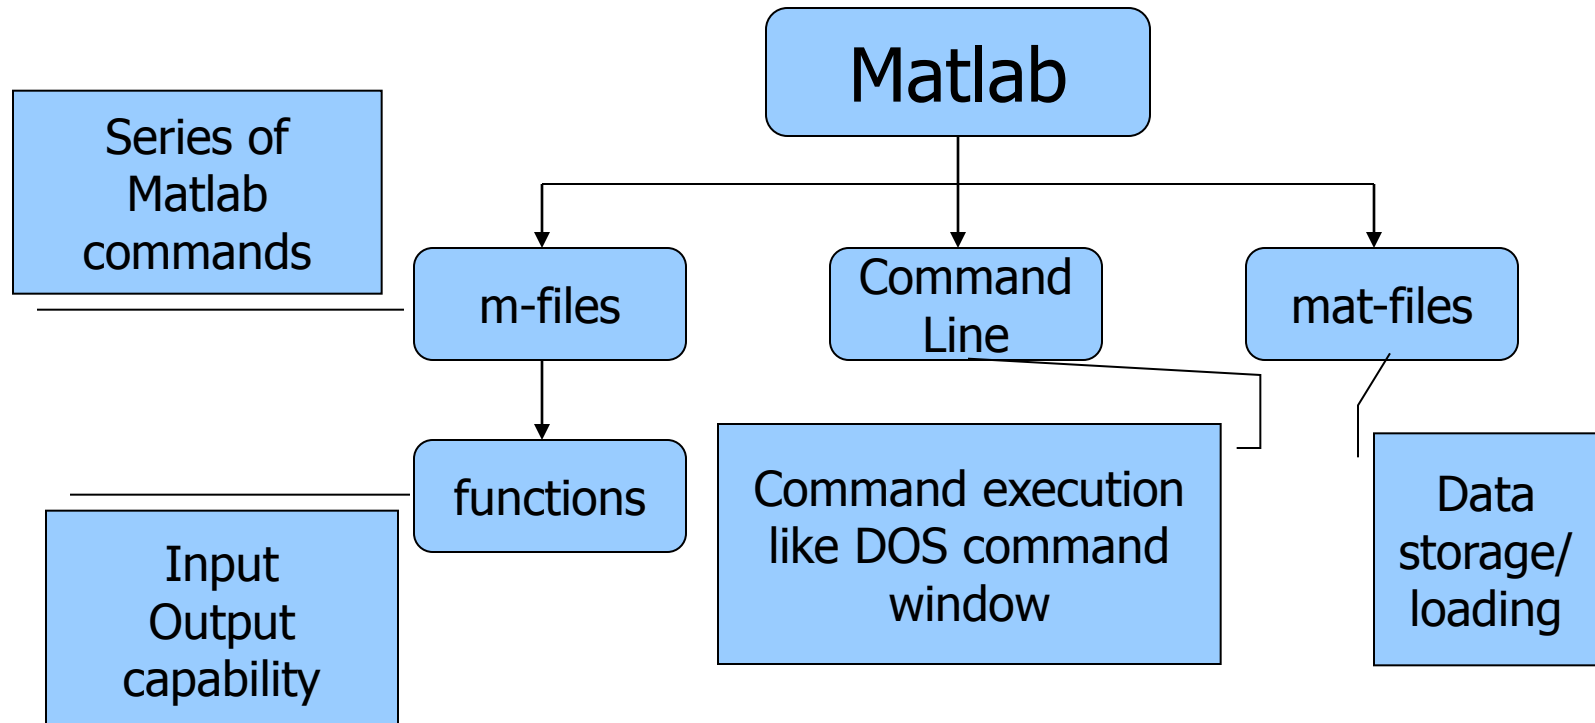 Matlab
Series of
Matlab
commands
m-files
Command
Line
mat-files
functions
Input
Output
capability
Command execution
like DOS command
window
Data
storage/
loading